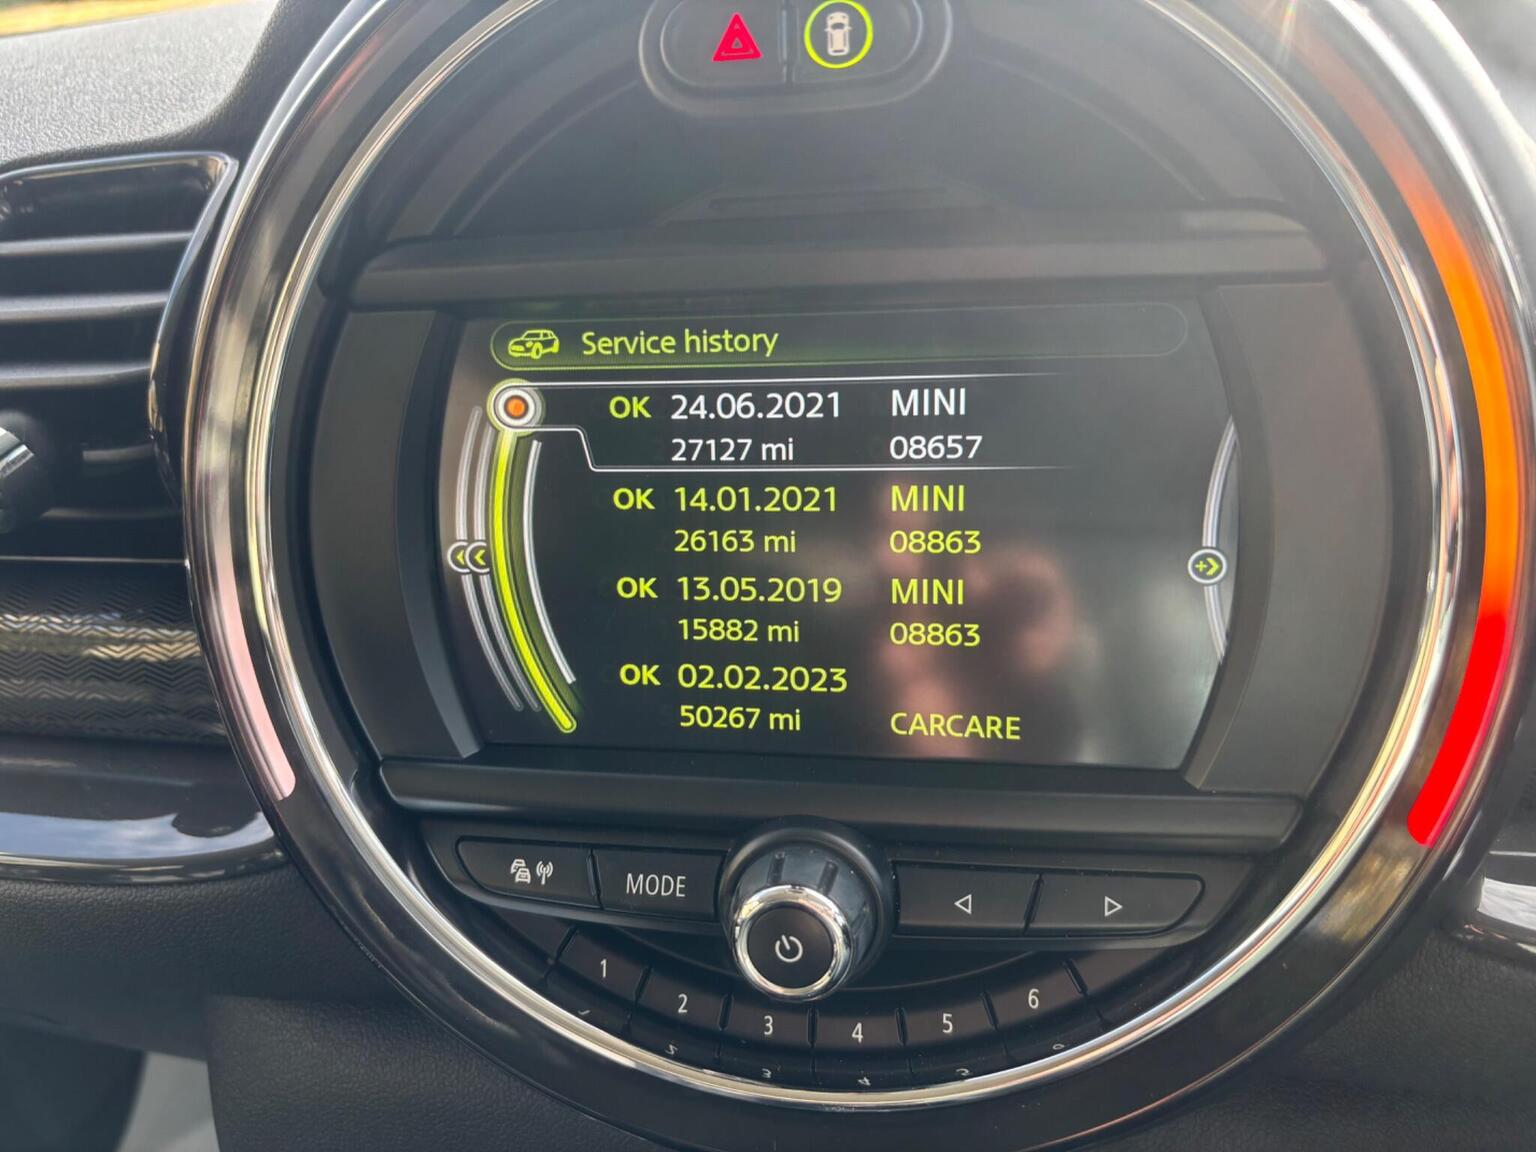 Service history
OK 24.06.2021 MINI
27127 mi 08657
OK 14.01.2021 MINI
26163 mi 08863
OK 13.05.2019 MINI
15882 mi 08863
OK 02.02.2023
50267 mi CARCARE
MODE
1 2 3 4 5 6